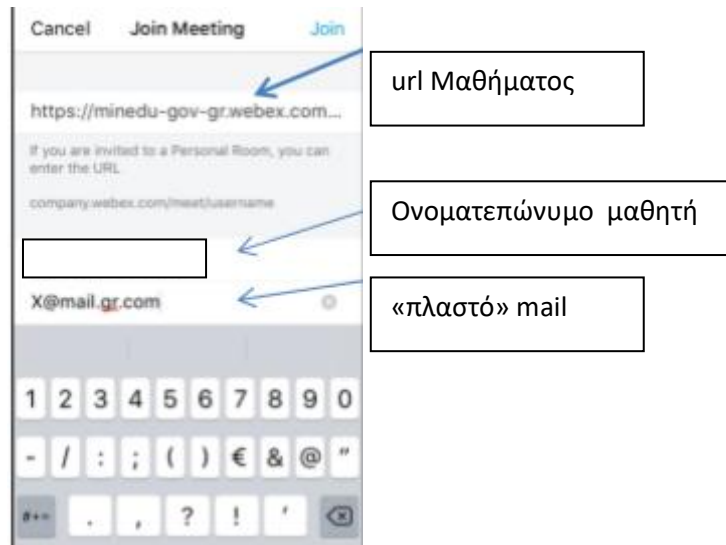 Cancel Join Meeting Join
url Μαθήματος
https://minedu-gov-gr.webex.com...
If you are invited to a Personal Room, you can
enter the URL
company.webex.com/meet/username
Ονοματεπώνυμο μαθητή
X@mail.gr.com
«πλαστό» mail
1 2 3 4 5 6 7 8 9 0
- / : ; ( ) € & @ "
#+= . , ? ! '